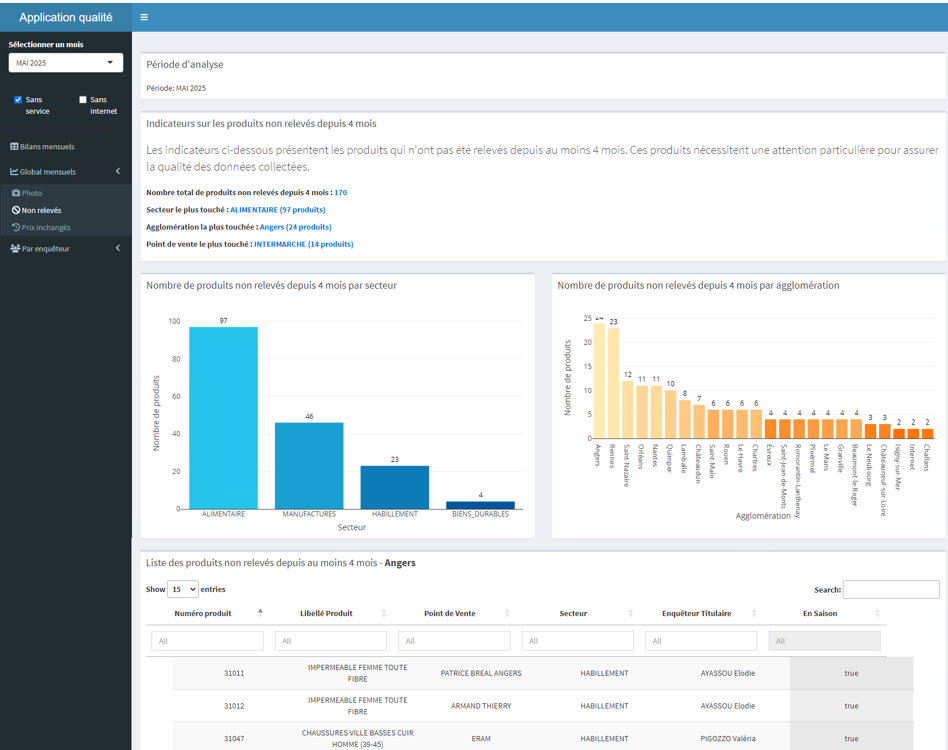 Application qualité
Sélectionner un mois
MAI 2025
Sans service
Sans internet
Bilans mensuels
Global mensuels
Photo
Non relevés
Prix inchangés
Par enquêteur
Période d'analyse
Période: MAI 2025
Indicateurs sur les produits non relevés depuis 4 mois
Les indicateurs ci-dessous présentent les produits qui n'ont pas été relevés depuis au moins 4 mois. Ces produits nécessitent une attention particulière pour assurer
la qualité des données collectées.
Nombre total de produits non relevés depuis 4 mois : 170
Secteur le plus touché : ALIMENTAIRE (97 produits)
Agglomération la plus touchée : Angers (24 produits)
Point de vente le plus touché : INTERMARCHE (14 produits)
Nombre de produits non relevés depuis 4 mois par secteur
Nombre de produits
100
80
60
40
20
0
97
46
23
4
ALIMENTAIRE
MANUFACTURES
HABILLEMENT
BIENS_DURABLES
Secteur
Nombre de produits non relevés depuis 4 mois par agglomération
Nombre de produits
25
20
15
10
5
0
24 23 12 11 11 10 8 7 6 6 6 6 4 4 4 4 4 4 4 3 3 2 2 2
Angers
Rennes
Saint-Nazaire
Orléans
Nantes
Quimper
Lamballe
Châteaudun
Saint-Malo
Rouen
Le Havre
Chartres
Évreux
Saint-Jean-de-Monts
Romorantin-Lanthenay
Ploërmel
Le Mans
Granville
Beaumont-le-Roger
Le Neubourg
Châteauneuf-sur-Loire
Isigny-sur-Mer
Internet
Challans
Agglomération
Liste des produits non relevés depuis au moins 4 mois - Angers
Show 15 entries
Search:
Numéro produit Libellé Produit Point de Vente Secteur Enquêteur Titulaire En Saison
All All All All All All
31011 IMPERMEABLE FEMME TOUTE FIBRE PATRICE BREAL ANGERS HABILLEMENT AYASSOU Elodie true
31012 IMPERMEABLE FEMME TOUTE FIBRE ARMAND THIERRY HABILLEMENT AYASSOU Elodie true
31047 CHAUSSURES VILLE BASSES CUIR HOMME (39-45) ERAM HABILLEMENT PIGOZZO Valéria true